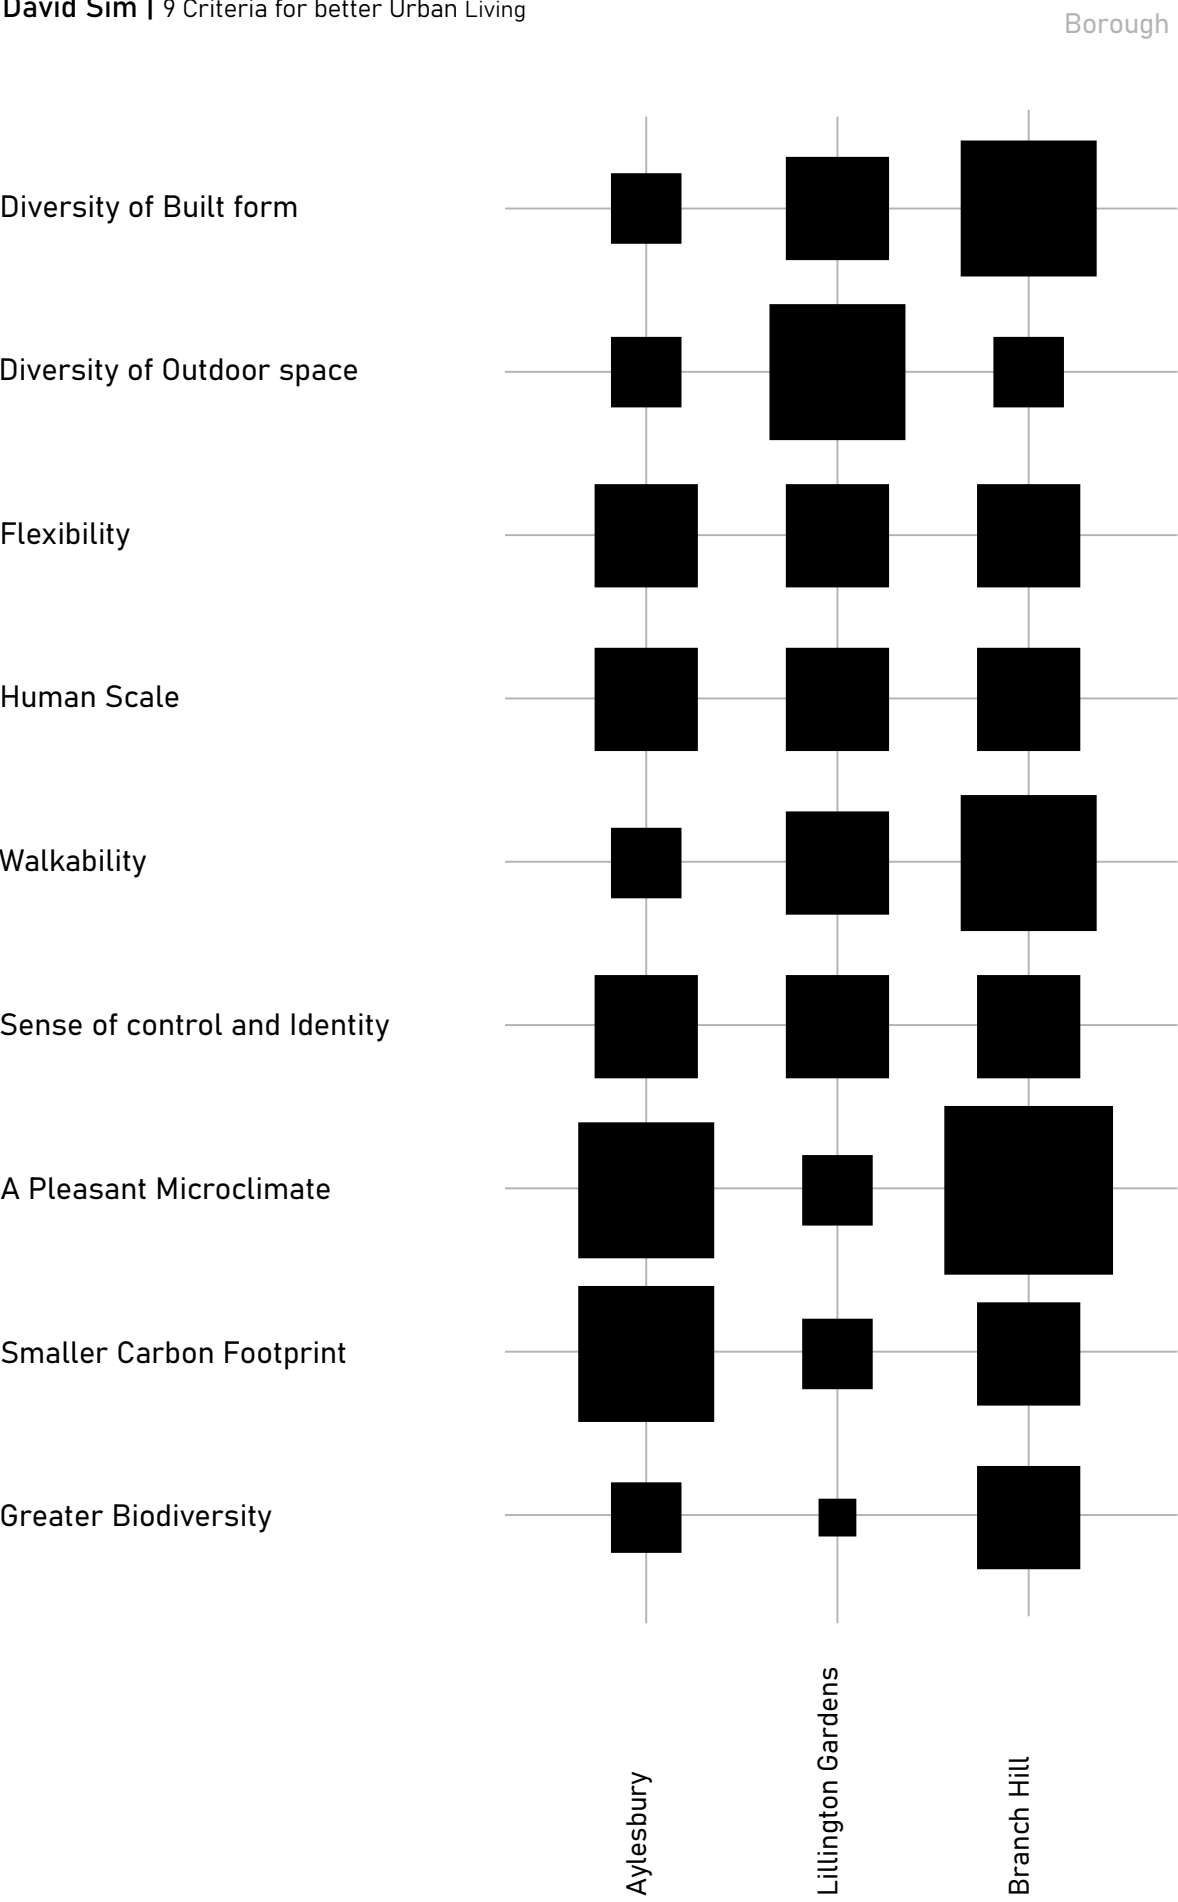 David Sim | 9 Criteria for better Urban Living
Borough
Diversity of Built form
Diversity of Outdoor space
Flexibility
Human Scale
Walkability
Sense of control and Identity
A Pleasant Microclimate
Smaller Carbon Footprint
Greater Biodiversity
Aylesbury
Lillington Gardens
Branch Hill